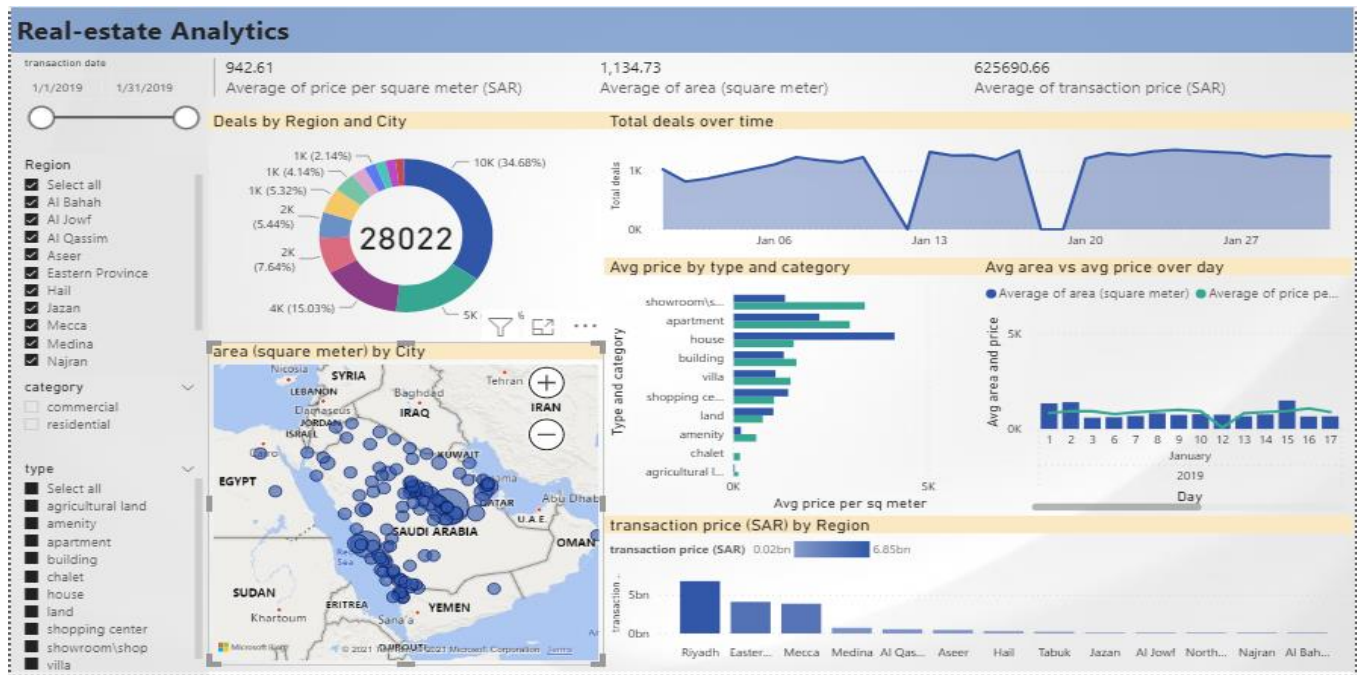 Real-estate Analytics
transaction date
1/1/2019 1/31/2019
942.61
Average of price per square meter (SAR)
1,134.73
Average of area (square meter)
625690.66
Average of transaction price (SAR)
Region
Select all
Al Bahah
Al Jowf
Al Qassim
Aseer
Eastern Province
Hail
Jazan
Mecca
Medina
Najran
category
commercial
residential
type
Select all
agricultural land
amenity
apartment
building
chalet
house
land
shopping center
showroom\shop
villa
Deals by Region and City
1K (2.14%)
1K (4.14%)
1K (5.32%)
2K
(5.44%)
2K
(7.64%)
4K (15.03%)
10K (34.68%)
5K
28022
Total deals over time
Total deals
1K
0K
Jan 06 Jan 13 Jan 20 Jan 27
area (square meter) by City
Nicosia
SYRIA
Tehran
LEBANON
Baghdad
Damascus
IRAQ
IRAN
JORDAN
ISRAEL
Cairo
KUWAIT
EGYPT
QATAR
Abu Dhab
U.A.E.
SAUDI ARABIA
OMAN
Red
Sea
SUDAN
ERITREA
YEMEN
Khartoum
Sana'a
DJIBOUTI
© 2021
2021 Microsoft Corporation Terms
Avg price by type and category
Type and category
showroom\s...
apartment
house
building
villa
shopping ce...
land
amenity
chalet
agricultural l...
0K 5K
Avg price per sq meter
Avg area vs avg price over day
Average of area (square meter) Average of price pe...
Avg area and price
5K
0K
1 2 3 6 7 8 9 10 12 13 14 15 16 17
January
2019
Day
transaction price (SAR) by Region
transaction price (SAR) 0.02bn 6.85bn
transaction ..
5bn
0bn
Riyadh Easter... Mecca Medina Al Qas... Aseer Hail Tabuk Jazan Al Jowf North... Najran Al Bah...